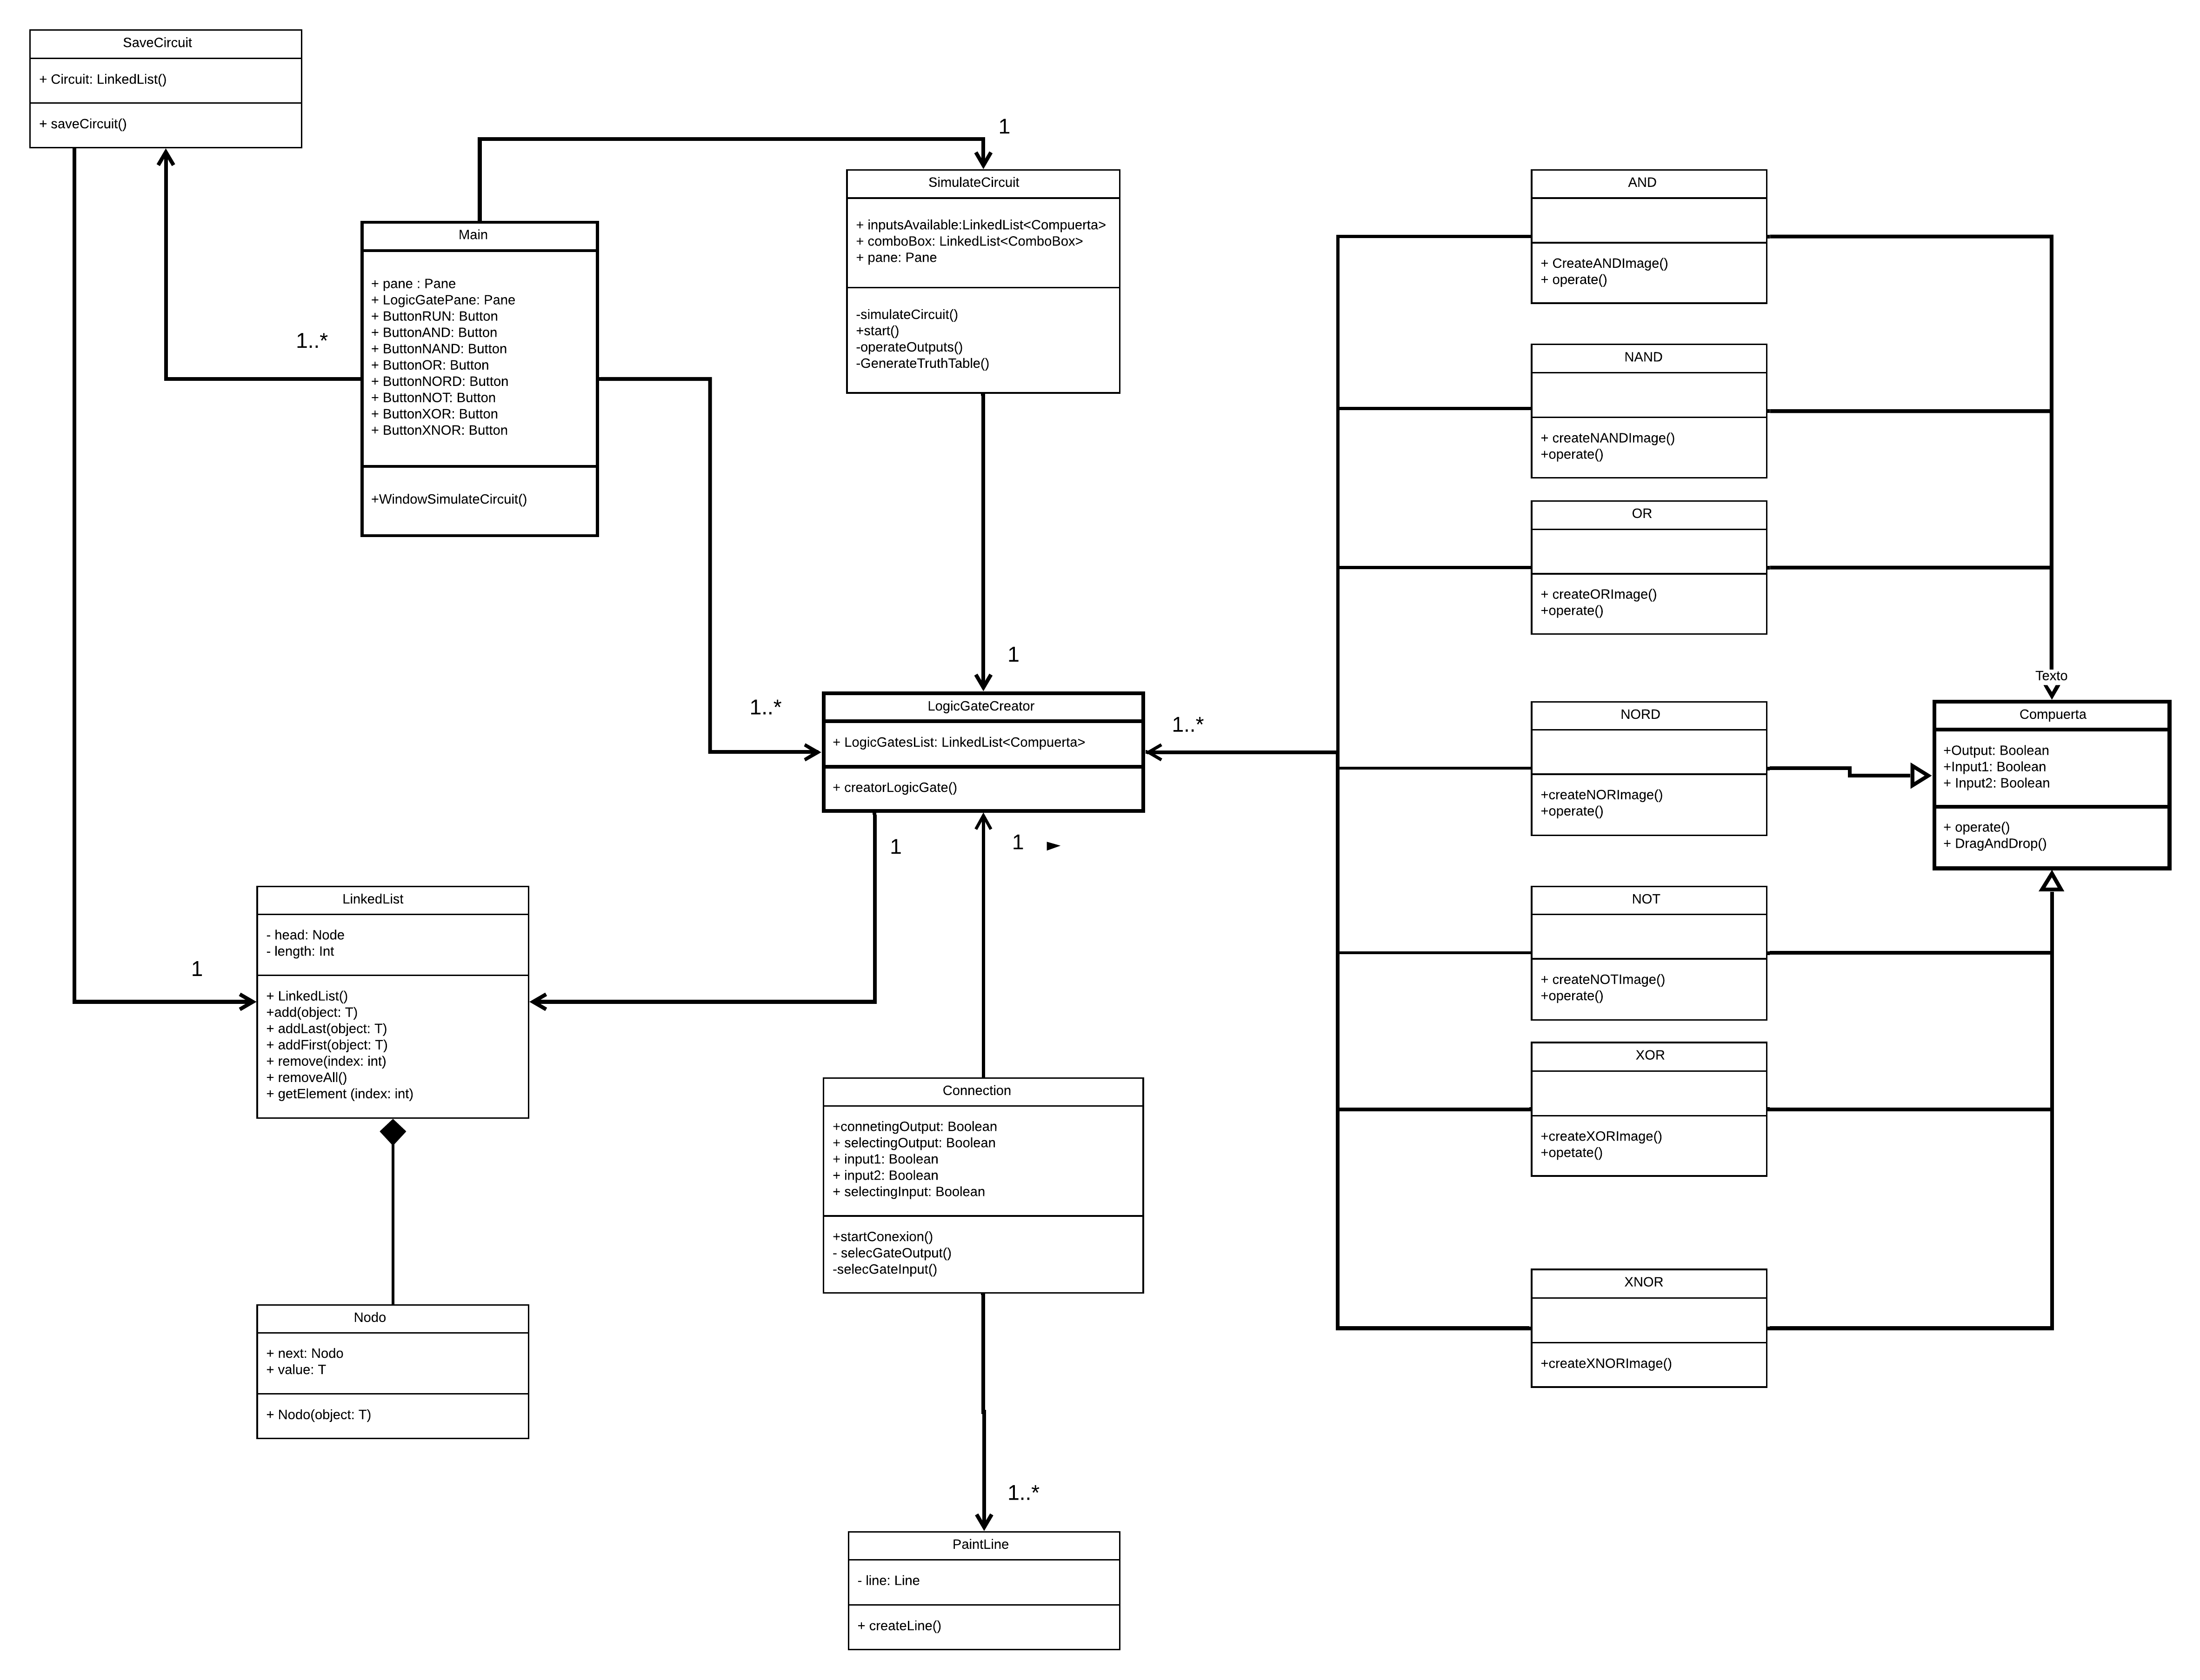 SaveCircuit
+ Circuit: LinkedList()
+ saveCircuit()
1
SimulateCircuit
+ inputsAvailable:LinkedList<Compuerta>
+ comboBox: LinkedList<ComboBox>
+ pane: Pane
-simulateCircuit()
+start()
-operateOutputs()
-GenerateTruthTable()
Main
+ pane : Pane
+ LogicGatePane: Pane
+ ButtonRUN: Button
+ ButtonAND: Button
+ ButtonNAND: Button
+ ButtonOR: Button
+ ButtonNORD: Button
+ ButtonNOT: Button
+ ButtonXOR: Button
+ ButtonXNOR: Button
+WindowSimulateCircuit()
1..*
AND
+ CreateANDImage()
+ operate()
NAND
+ createNANDImage()
+operate()
OR
+ createORImage()
+operate()
1
1..*
LogicGateCreator
+ LogicGatesList: LinkedList<Compuerta>
+ creatorLogicGate()
1..*
NORD
+createNORImage()
+operate()
Texto
Compuerta
+Output: Boolean
+Input1: Boolean
+ Input2: Boolean
+ operate()
+ DragAndDrop()
1
1
LinkedList
- head: Node
- length: Int
+ LinkedList()
+add(object: T)
+ addLast(object: T)
+ addFirst(object: T)
+ remove(index: int)
+ removeAll()
+ getElement (index: int)
1
NOT
+ createNOTImage()
+operate()
XOR
+createXORImage()
+opetate()
Connection
+connetingOutput: Boolean
+ selectingOutput: Boolean
+ input1: Boolean
+ input2: Boolean
+ selectingInput: Boolean
+startConexion()
- selecGateOutput()
-selecGateInput()
XNOR
+createXNORImage()
Nodo
+ next: Nodo
+ value: T
+ Nodo(object: T)
1..*
PaintLine
- line: Line
+ createLine()